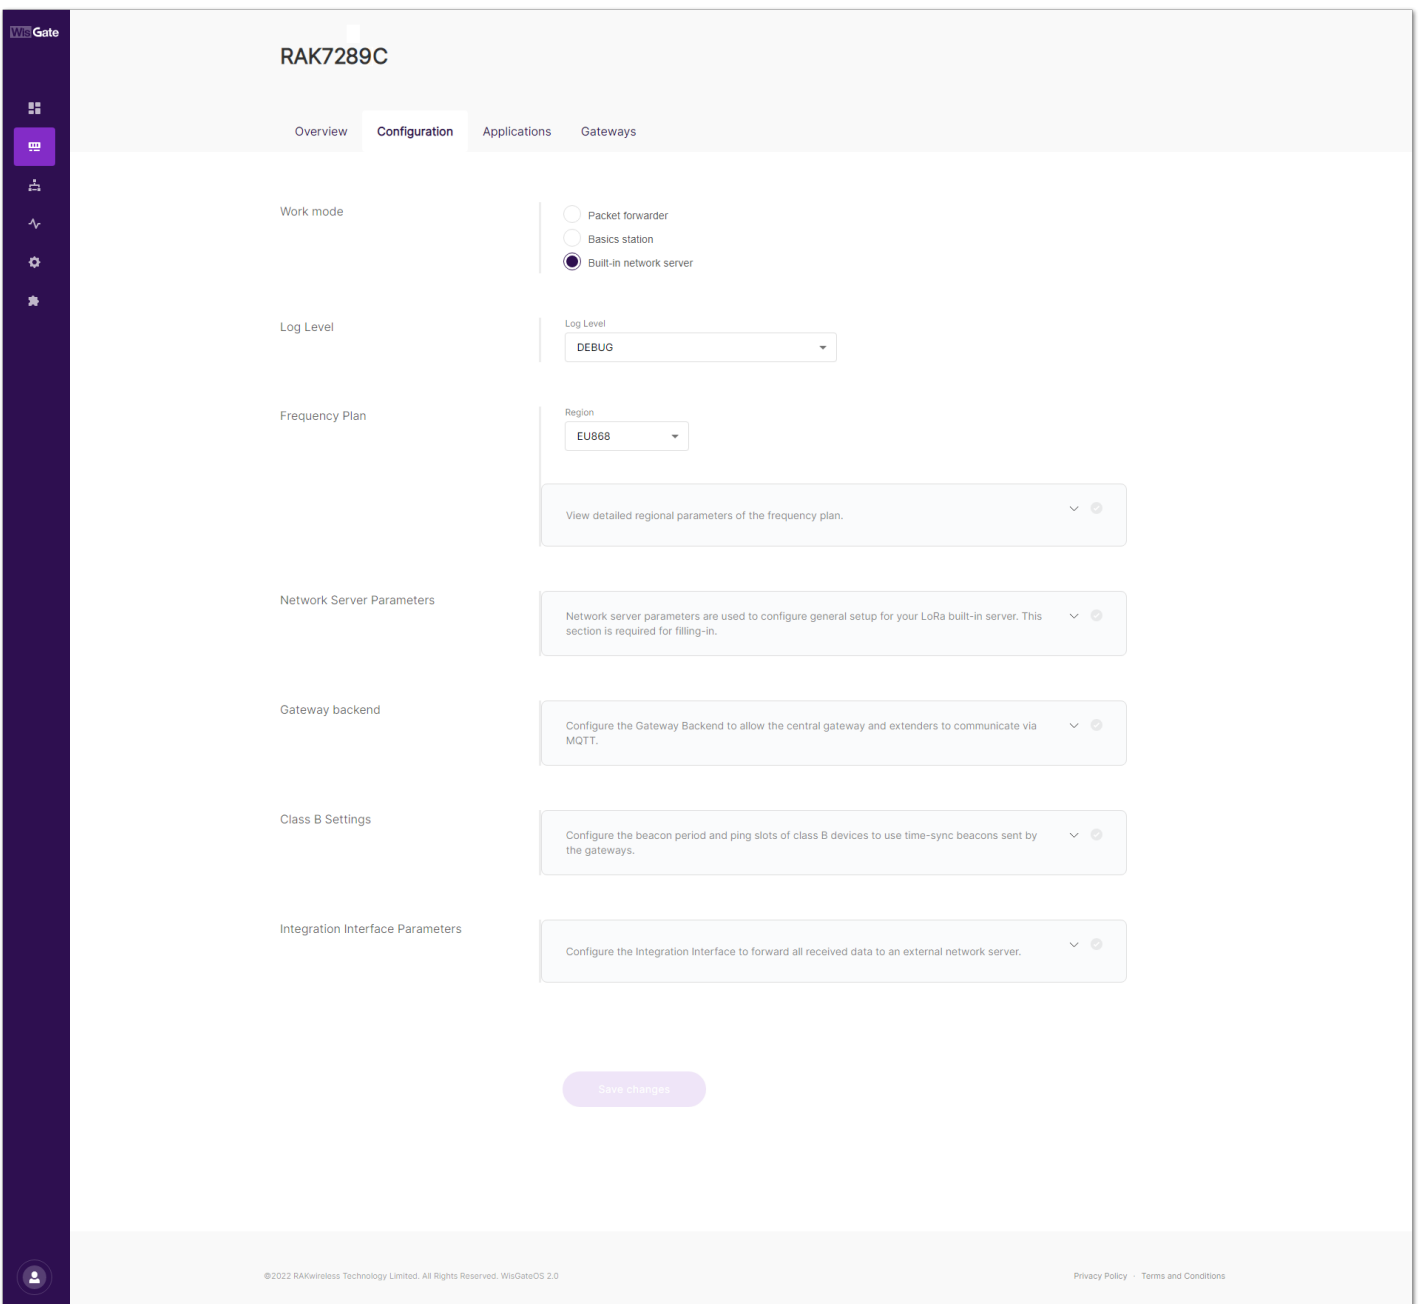 WisGate
RAK7289C
Overview Configuration Applications Gateways
Work mode
Packet forwarder
Basics station
Built-in network server
Log Level
Log Level
DEBUG
Frequency Plan
Region
EU868
View detailed regional parameters of the frequency plan.
Network Server Parameters
Network server parameters are used to configure general setup for your LoRa built-in server. This
section is required for filling-in.
Gateway backend
Configure the Gateway Backend to allow the central gateway and extenders to communicate via
MQTT.
Class B Settings
Configure the beacon period and ping slots of class B devices to use time-sync beacons sent by
the gateways.
Integration Interface Parameters
Configure the Integration Interface to forward all received data to an external network server.
Save changes
©2022 RAKwireless Technology Limited. All Rights Reserved. WisGateOS 2.0
Privacy Policy · Terms and Conditions